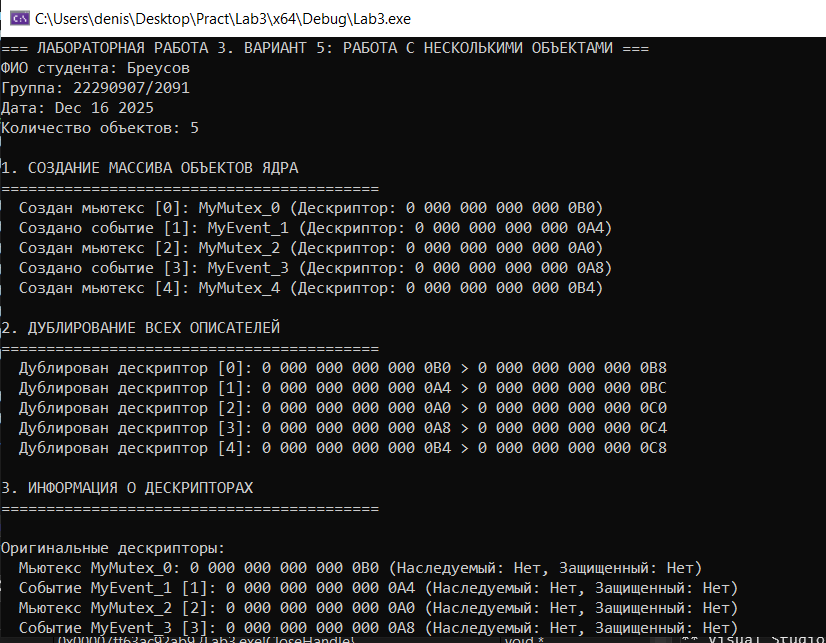 C:\Users\denis\Desktop\Pract\Lab3\x64\Debug\Lab3.exe
=== ЛАБОРАТОРНАЯ РАБОТА 3. ВАРИАНТ 5: РАБОТА С НЕСКОЛЬКИМИ ОБЪЕКТАМИ ===
ФИО студента: Бреусов
Группа: 22290907/2091
Дата: Dec 16 2025
Количество объектов: 5
1. СОЗДАНИЕ МАССИВА ОБЪЕКТОВ ЯДРА
==========================================
Создан мьютекс [0]: MyMutex_0 (Дескриптор: 0 000 000 000 000 0B0)
Создано событие [1]: MyEvent_1 (Дескриптор: 0 000 000 000 000 0A4)
Создан мьютекс [2]: MyMutex_2 (Дескриптор: 0 000 000 000 000 0A0)
Создано событие [3]: MyEvent_3 (Дескриптор: 0 000 000 000 000 0A8)
Создан мьютекс [4]: MyMutex_4 (Дескриптор: 0 000 000 000 000 0B4)
2. ДУБЛИРОВАНИЕ ВСЕХ ОПИСАТЕЛЕЙ
==========================================
Дублирован дескриптор [0]: 0 000 000 000 000 0B0 > 0 000 000 000 000 0B8
Дублирован дескриптор [1]: 0 000 000 000 000 0A4 > 0 000 000 000 000 0BC
Дублирован дескриптор [2]: 0 000 000 000 000 0A0 > 0 000 000 000 000 0C0
Дублирован дескриптор [3]: 0 000 000 000 000 0A8 > 0 000 000 000 000 0C4
Дублирован дескриптор [4]: 0 000 000 000 000 0B4 > 0 000 000 000 000 0C8
3. ИНФОРМАЦИЯ О ДЕСКРИПТОРАХ
==========================================
Оригинальные дескрипторы:
Мьютекс MyMutex_0: 0 000 000 000 000 0B0 (Наследуемый: Нет, Защищенный: Нет)
Событие MyEvent_1 [1]: 0 000 000 000 000 0A4 (Наследуемый: Нет, Защищенный: Нет)
Мьютекс MyMutex_2 [2]: 0 000 000 000 000 0A0 (Наследуемый: Нет, Защищенный: Нет)
Событие MyEvent_3 [3]: 0 000 000 000 000 0A8 (Наследуемый: Нет, Защищенный: Нет)